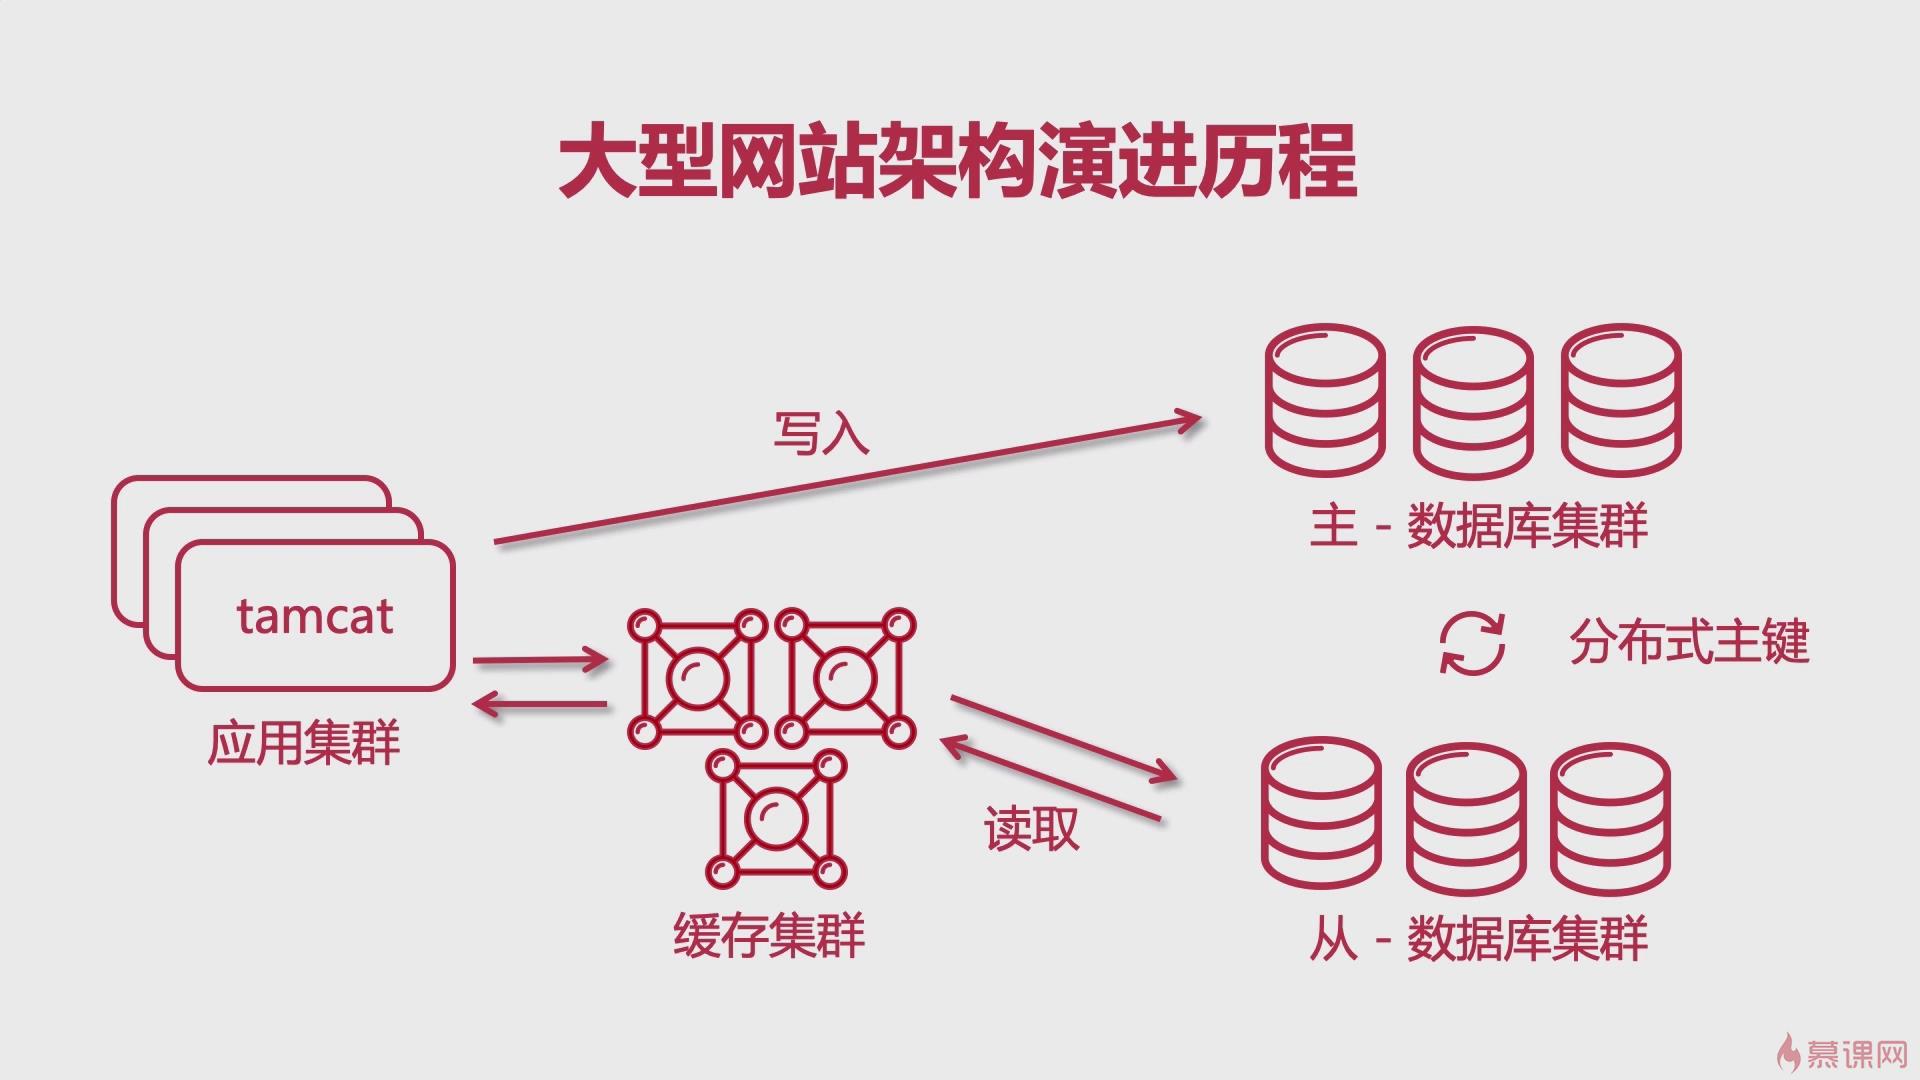 大型网站架构演进历程
写入
主 - 数据库集群
tamcat
分布式主键
应用集群
读取
缓存集群
从 - 数据库集群
慕课网